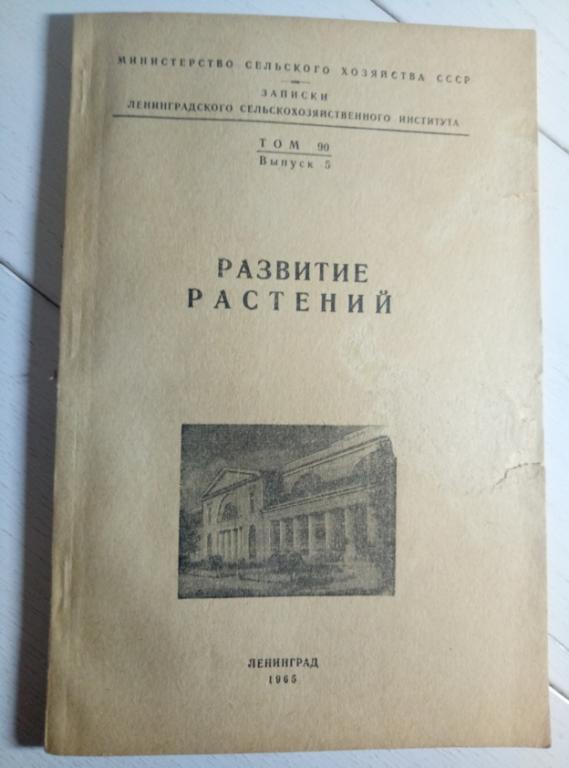 МИНИСТЕРСТВО СЕЛЬСКОГО ХОЗЯЙСТВА СССР
ЗАПИСКИ
ЛЕНИНГРАДСКОГО СЕЛЬСКОХОЗЯЙСТВЕННОГО ИНСТИТУТА
ТОМ 90
Выпуск 5
РАЗВИТИЕ
РАСТЕНИЙ
ЛЕНИНГРАД
1965